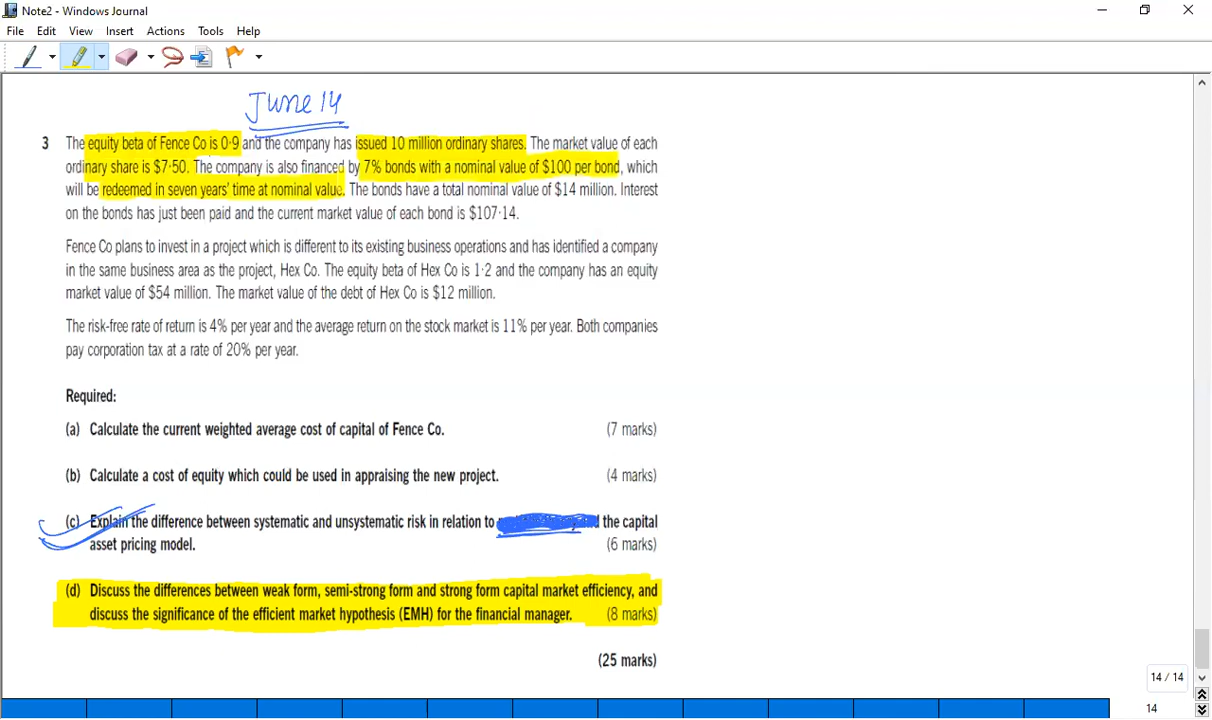 Note2 - Windows Journal
File Edit View Insert Actions Tools Help
June 14
3 The equity beta of Fence Co is 0·9 and the company has issued 10 million ordinary shares. The market value of each
ordinary share is $7·50. The company is also financed by 7% bonds with a nominal value of $100 per bond, which
will be redeemed in seven years' time at nominal value. The bonds have a total nominal value of $14 million. Interest
on the bonds has just been paid and the current market value of each bond is $107·14.
Fence Co plans to invest in a project which is different to its existing business operations and has identified a company
in the same business area as the project, Hex Co. The equity beta of Hex Co is 1·2 and the company has an equity
market value of $54 million. The market value of the debt of Hex Co is $12 million.
The risk-free rate of return is 4% per year and the average return on the stock market is 11% per year. Both companies
pay corporation tax at a rate of 20% per year.
Required:
(a) Calculate the current weighted average cost of capital of Fence Co. (7 marks)
(b) Calculate a cost of equity which could be used in appraising the new project. (4 marks)
(c) Explain the difference between systematic and unsystematic risk in relation to the capital
asset pricing model. (6 marks)
(d) Discuss the differences between weak form, semi-strong form and strong form capital market efficiency, and
discuss the significance of the efficient market hypothesis (EMH) for the financial manager. (8 marks)
(25 marks)
14 / 14
14